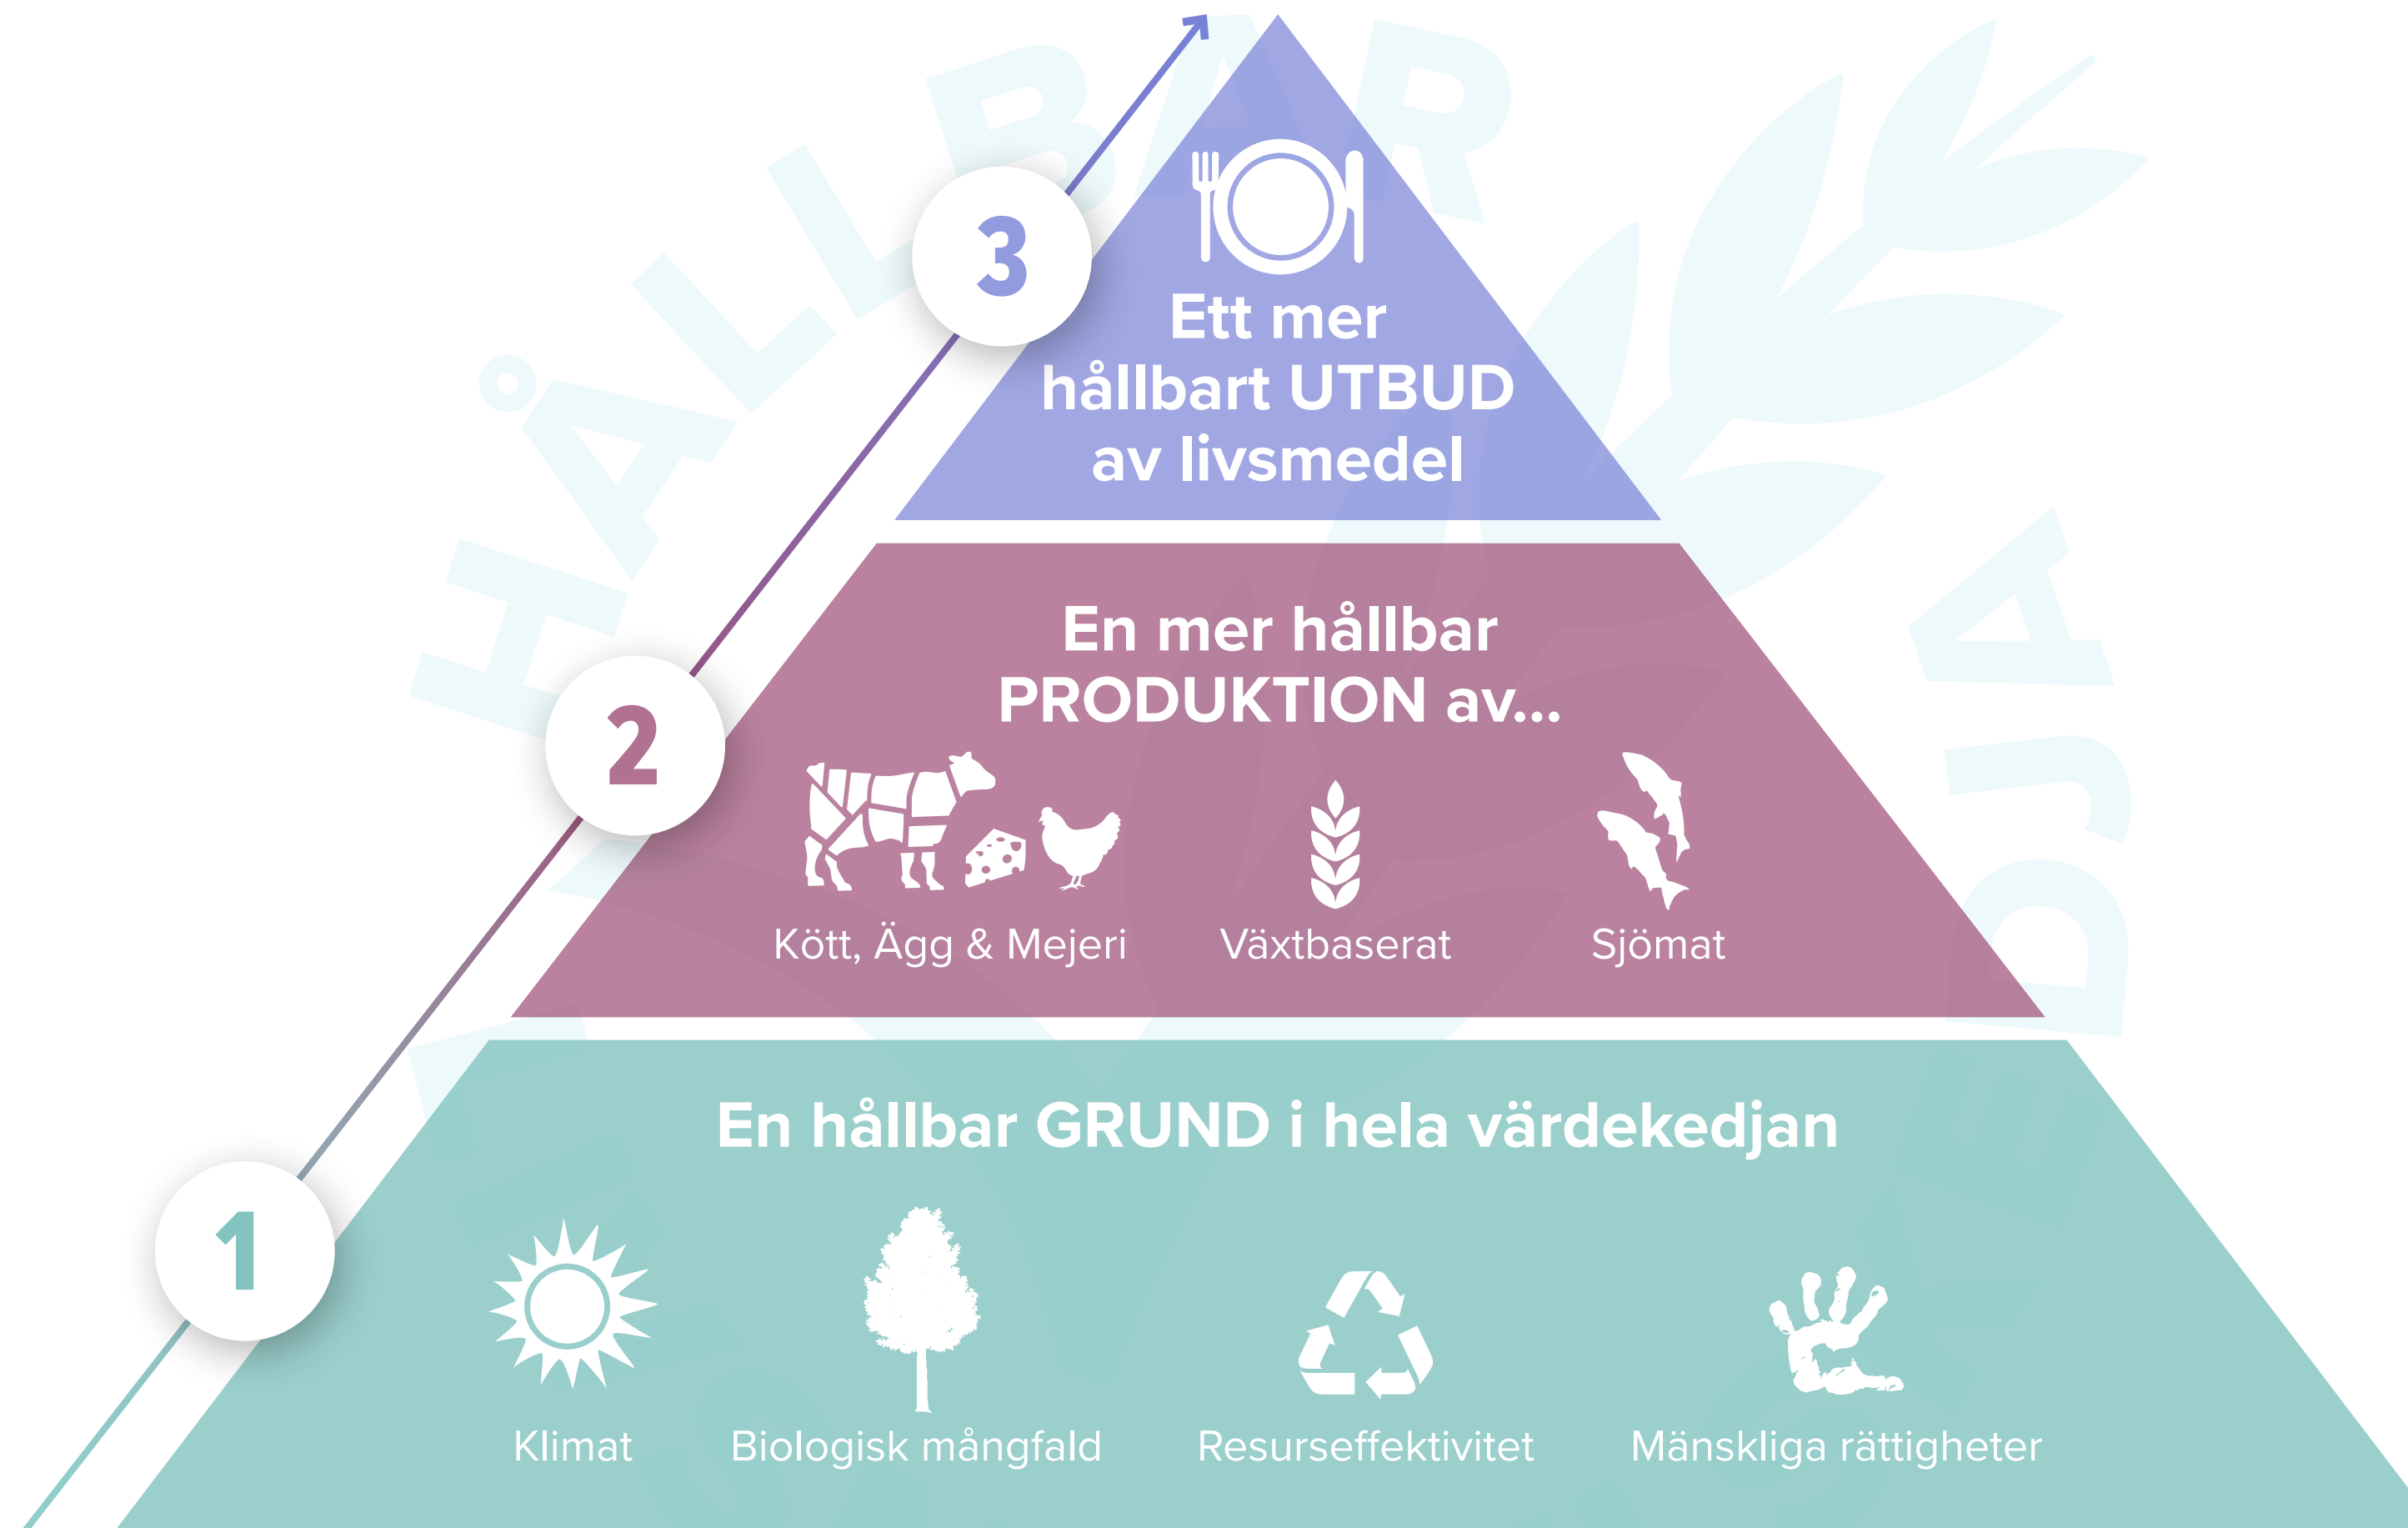 HÅLLBAR
3
Ett mer
hållbart UTBUD
av livsmedel
2
En mer hållbar
PRODUKTION av...
Kött, Ägg & Mejeri
Växtbaserat
Sjömat
1
En hållbar GRUND i hela värdekedjan
Klimat
Biologisk mångfald
Resurseffektivitet
Mänskliga rättigheter